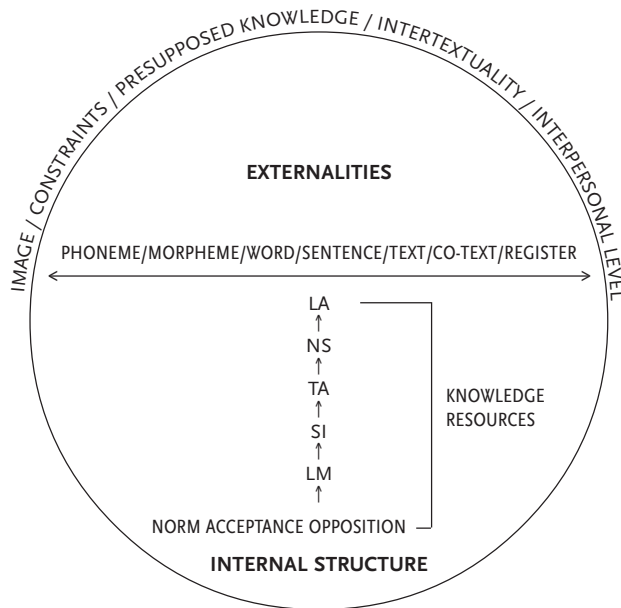 IMAGE / CONSTRAINTS / PRESUPPOSED KNOWLEDGE / INTERTEXTUALITY / INTERPERSONAL LEVEL
EXTERNALITIES
PHONEME/MORPHEME/WORD/SENTENCE/TEXT/CO-TEXT/REGISTER
LA
NS
TA
SI
LM
KNOWLEDGE
RESOURCES
NORM ACCEPTANCE OPPOSITION
INTERNAL STRUCTURE